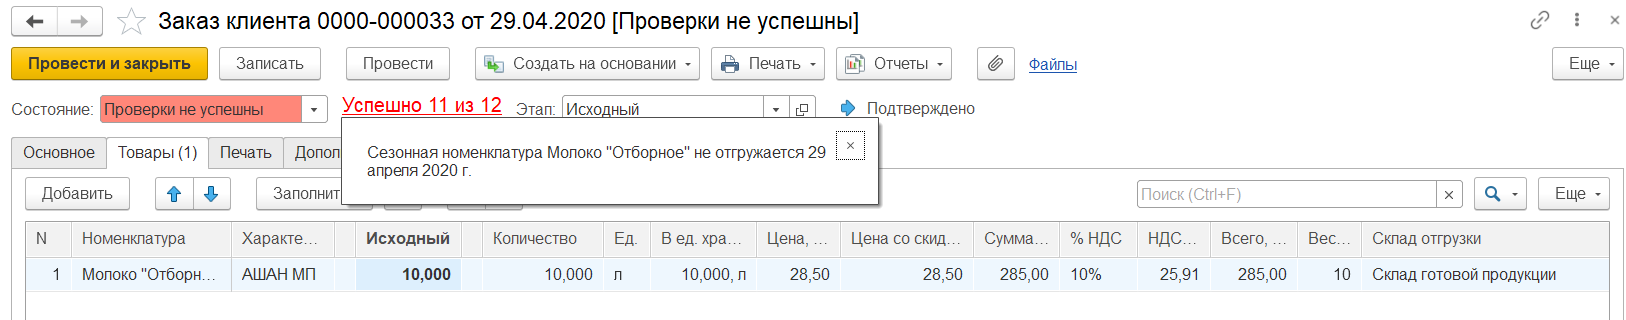 Заказ клиента 0000-000033 от 29.04.2020 [Проверки не успешны]
Провести и закрыть Записать Провести Создать на основании Печать Отчеты Файлы Еще
Состояние: Проверки не успешны Успешно 11 из 12 Этап: Исходный Подтверждено
Основное Товары (1) Печать Допол
Сезонная номенклатура Молоко "Отборное" не отгружается 29
апреля 2020 г.
Добавить Заполнит Поиск (Ctrl+F) Еще
N Номенклатура Характе... Исходный Количество Ед. В ед. хра... Цена, ... Цена со скид... Сумма... % НДС НДС... Всего, ... Вес... Склад отгрузки
1 Молоко "Отборн... АШАН МП 10,000 10,000 л 10,000, л 28,50 28,50 285,00 10% 25,91 285,00 10 Склад готовой продукции